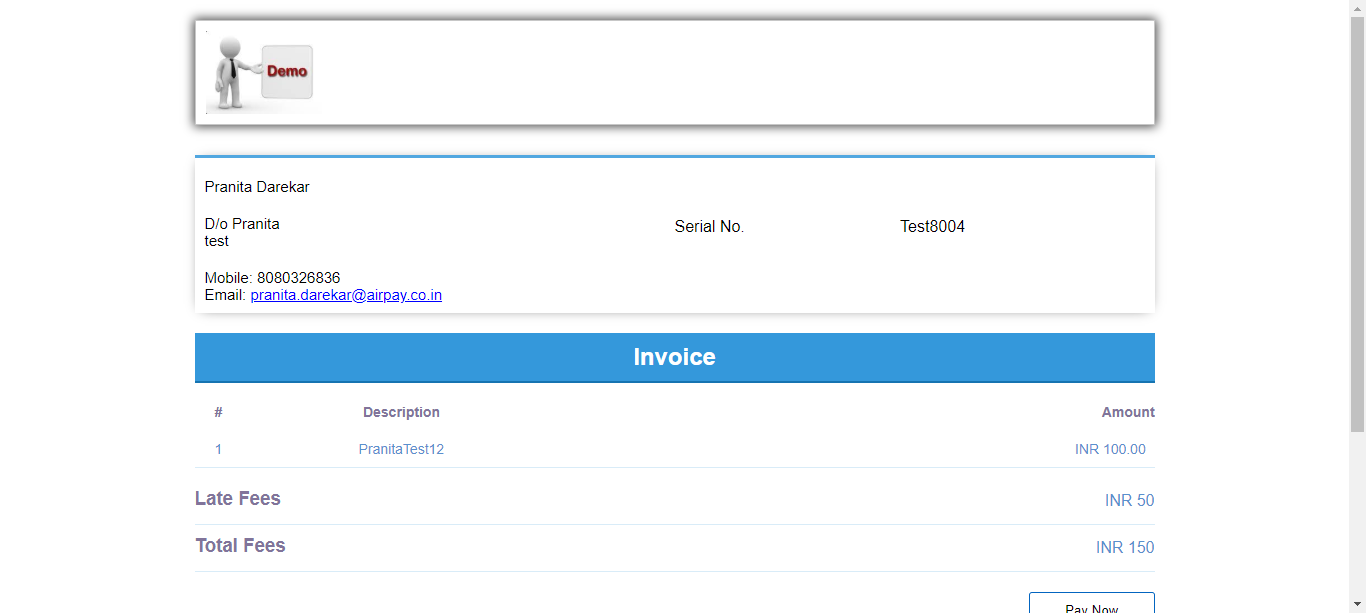 Demo
Pranita Darekar
D/o Pranita
test
Serial No. Test8004
Mobile: 8080326836
Email: pranita.darekar@airpay.co.in
Invoice
# Description Amount
1 PranitaTest12 INR 100.00
Late Fees INR 50
Total Fees INR 150
Pay Now